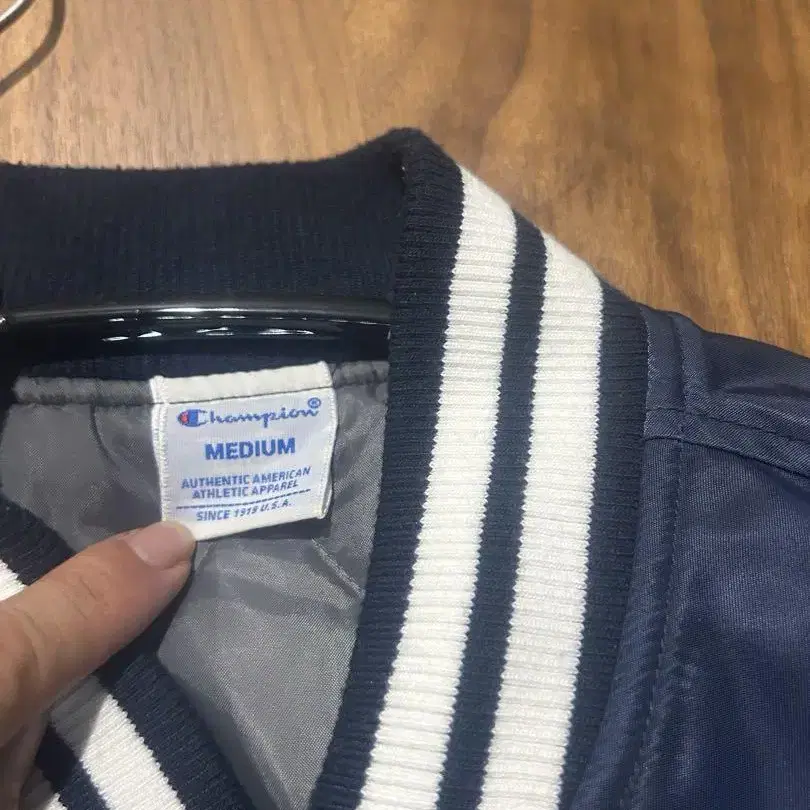 Champion®
MEDIUM
AUTHENTIC AMERICAN
ATHLETIC APPAREL
SINCE 1919 U.S.A.